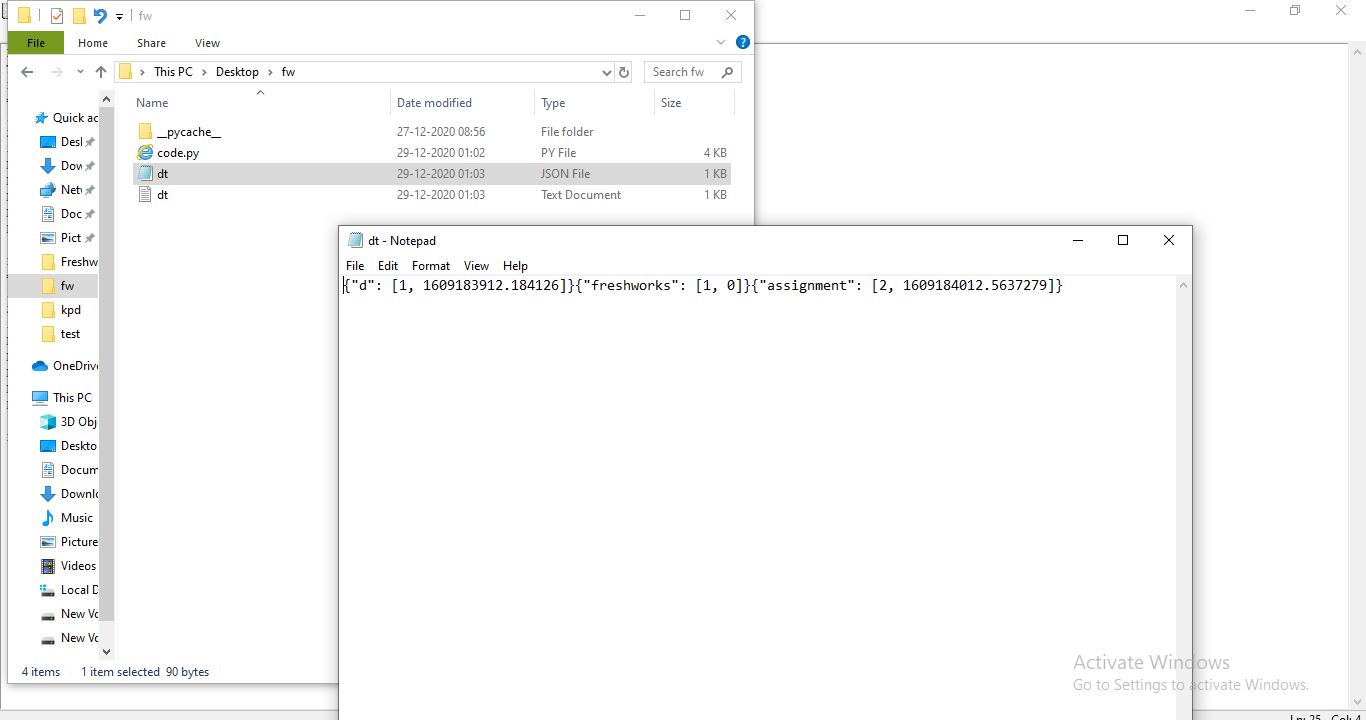 fw
File Home Share View
This PC > Desktop > fw
Search fw
Name Date modified Type Size
__pycache__ 27-12-2020 08:56 File folder
code.py 29-12-2020 01:02 PY File 4 KB
dt 29-12-2020 01:03 JSON File 1 KB
dt 29-12-2020 01:03 Text Document 1 KB
Quick ac
Desl
Dov
Net
Doc
Pict
Freshw
fw
kpd
test
OneDrive
This PC
3D Obj
Deskto
Docum
Downlo
Music
Picture
Videos
Local D
New Vo
New Vo
4 items 1 item selected 90 bytes
dt - Notepad
File Edit Format View Help
{"d": [1, 1609183912.184126]}{"freshworks": [1, 0]}{"assignment": [2, 1609184012.5637279]}
Activate Windows
Go to Settings to activate Windows.
Ln: 25 Col: 4